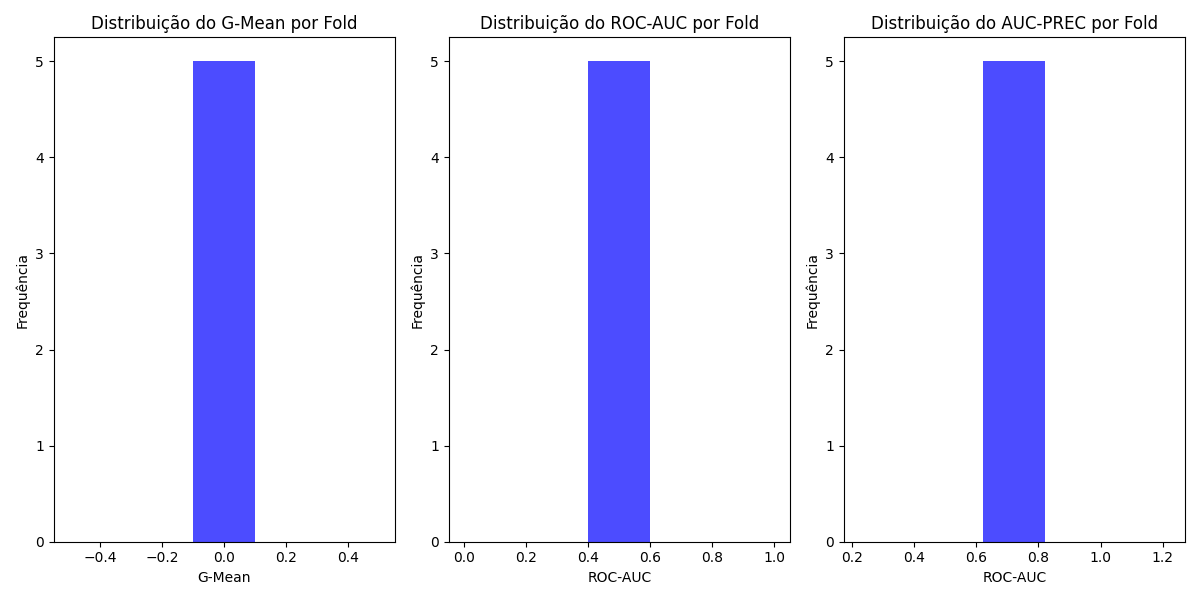 Distribuição do G-Mean por Fold
Frequência
5
4
3
2
1
0
−0.4 −0.2 0.0 0.2 0.4
G-Mean
Distribuição do ROC-AUC por Fold
Frequência
5
4
3
2
1
0
0.0 0.2 0.4 0.6 0.8 1.0
ROC-AUC
Distribuição do AUC-PREC por Fold
Frequência
5
4
3
2
1
0
0.2 0.4 0.6 0.8 1.0 1.2
ROC-AUC